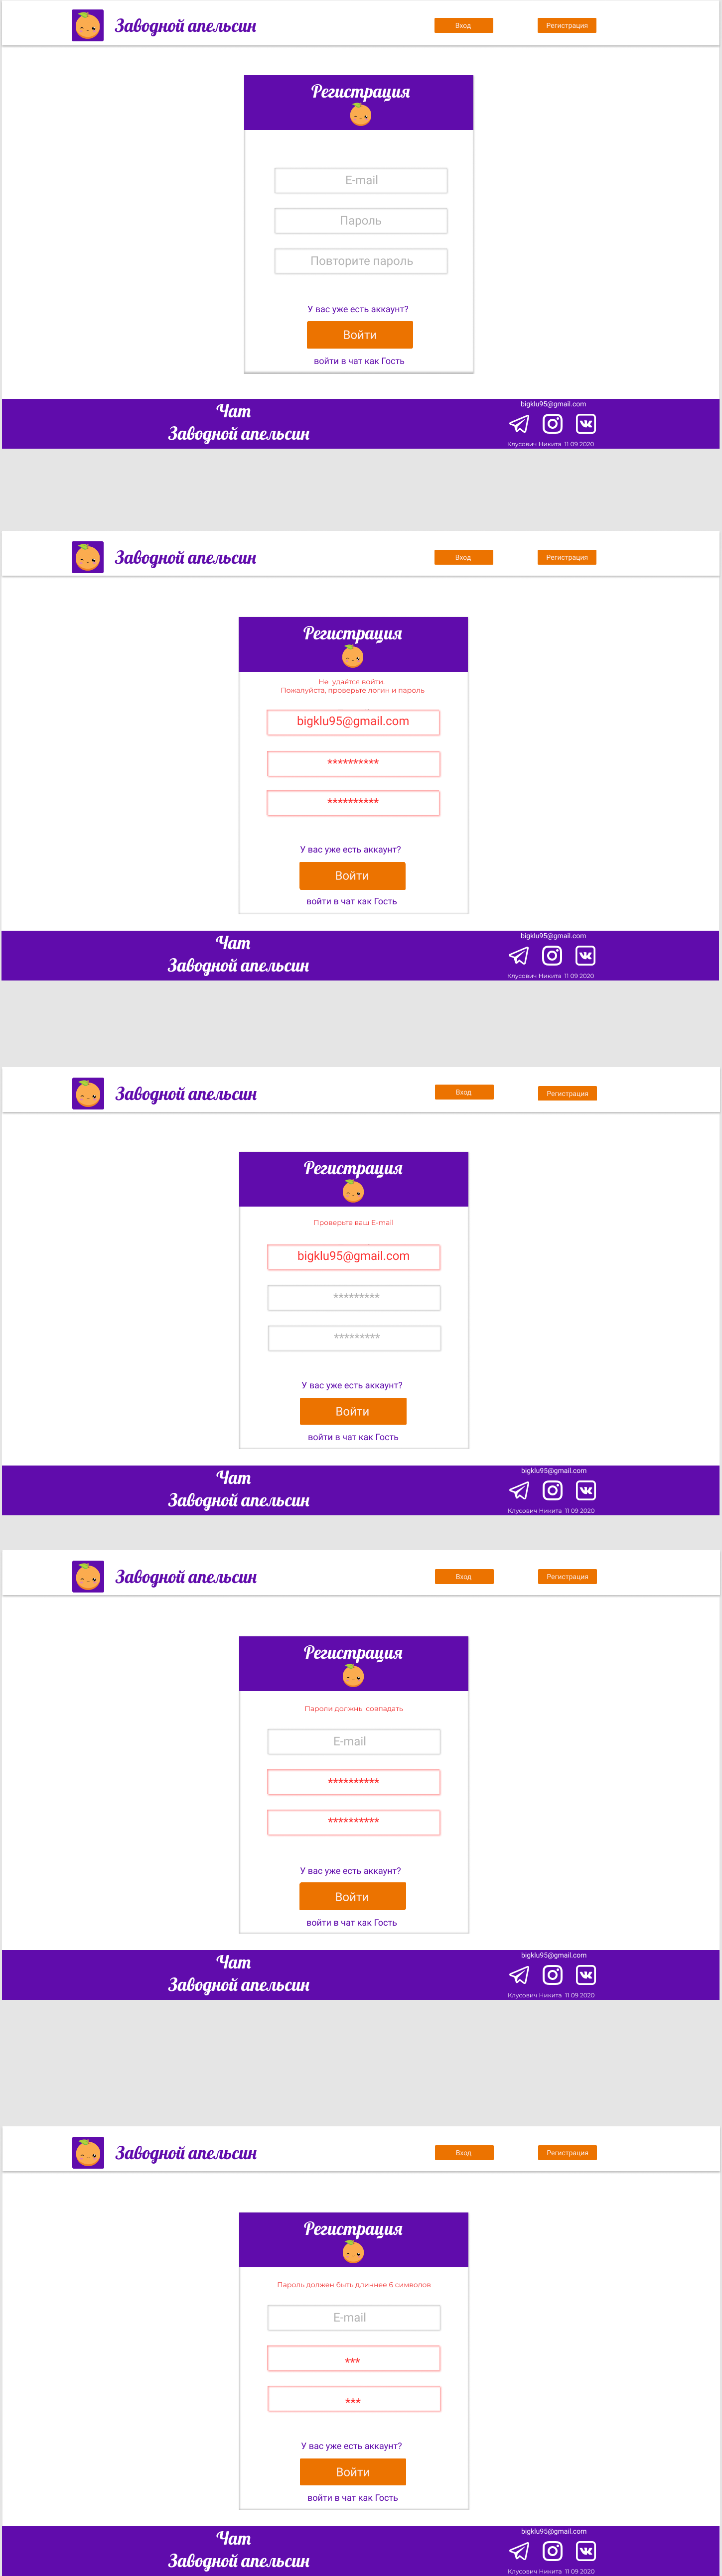 Заводной апельсин
Вход
Регистрация
Регистрация
E-mail
Пароль
Повторите пароль
У вас уже есть аккаунт?
Войти
войти в чат как Гость
Чат
Заводной апельсин
bigklu95@gmail.com
Клусович Никита 11 09 2020
Заводной апельсин
Вход
Регистрация
Регистрация
Не удаётся войти.
Пожалуйста, проверьте логин и пароль
bigklu95@gmail.com
**********
**********
У вас уже есть аккаунт?
Войти
войти в чат как Гость
Чат
Заводной апельсин
bigklu95@gmail.com
Клусович Никита 11 09 2020
Заводной апельсин
Вход
Регистрация
Регистрация
Проверьте ваш E-mail
bigklu95@gmail.com
*********
*********
У вас уже есть аккаунт?
Войти
войти в чат как Гость
Чат
Заводной апельсин
bigklu95@gmail.com
Клусович Никита 11 09 2020
Заводной апельсин
Вход
Регистрация
Регистрация
Пароли должны совпадать
E-mail
**********
**********
У вас уже есть аккаунт?
Войти
войти в чат как Гость
Чат
Заводной апельсин
bigklu95@gmail.com
Клусович Никита 11 09 2020
Заводной апельсин
Вход
Регистрация
Регистрация
Пароль должен быть длиннее 6 символов
E-mail
***
***
У вас уже есть аккаунт?
Войти
войти в чат как Гость
Чат
Заводной апельсин
bigklu95@gmail.com
Клусович Никита 11 09 2020